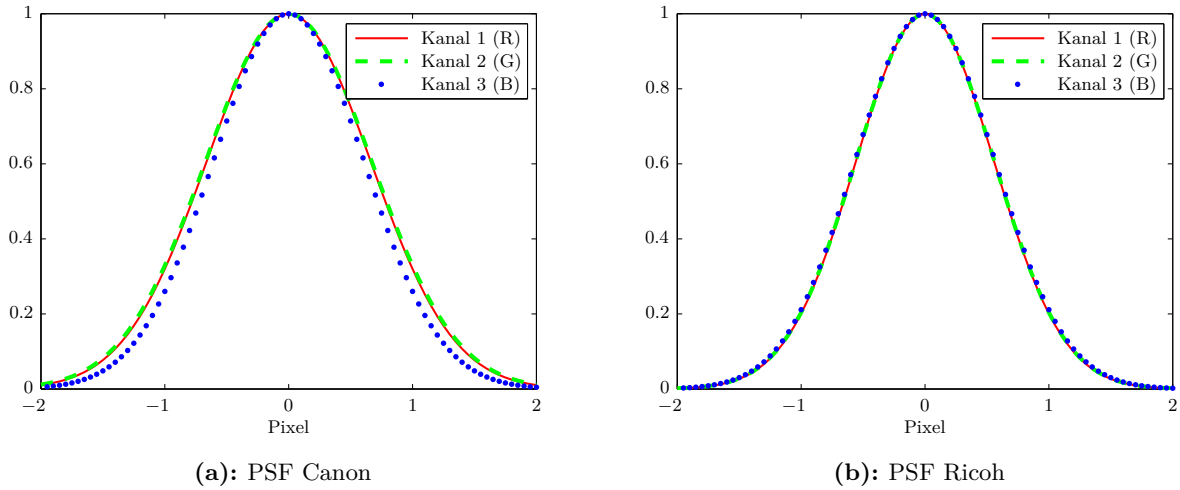 1
0.8
0.6
0.4
0.2
0
−2
−1
0
1
2
Pixel
Kanal 1 (R)
Kanal 2 (G)
Kanal 3 (B)
(a): PSF Canon
1
0.8
0.6
0.4
0.2
0
−2
−1
0
1
2
Pixel
Kanal 1 (R)
Kanal 2 (G)
Kanal 3 (B)
(b): PSF Ricoh